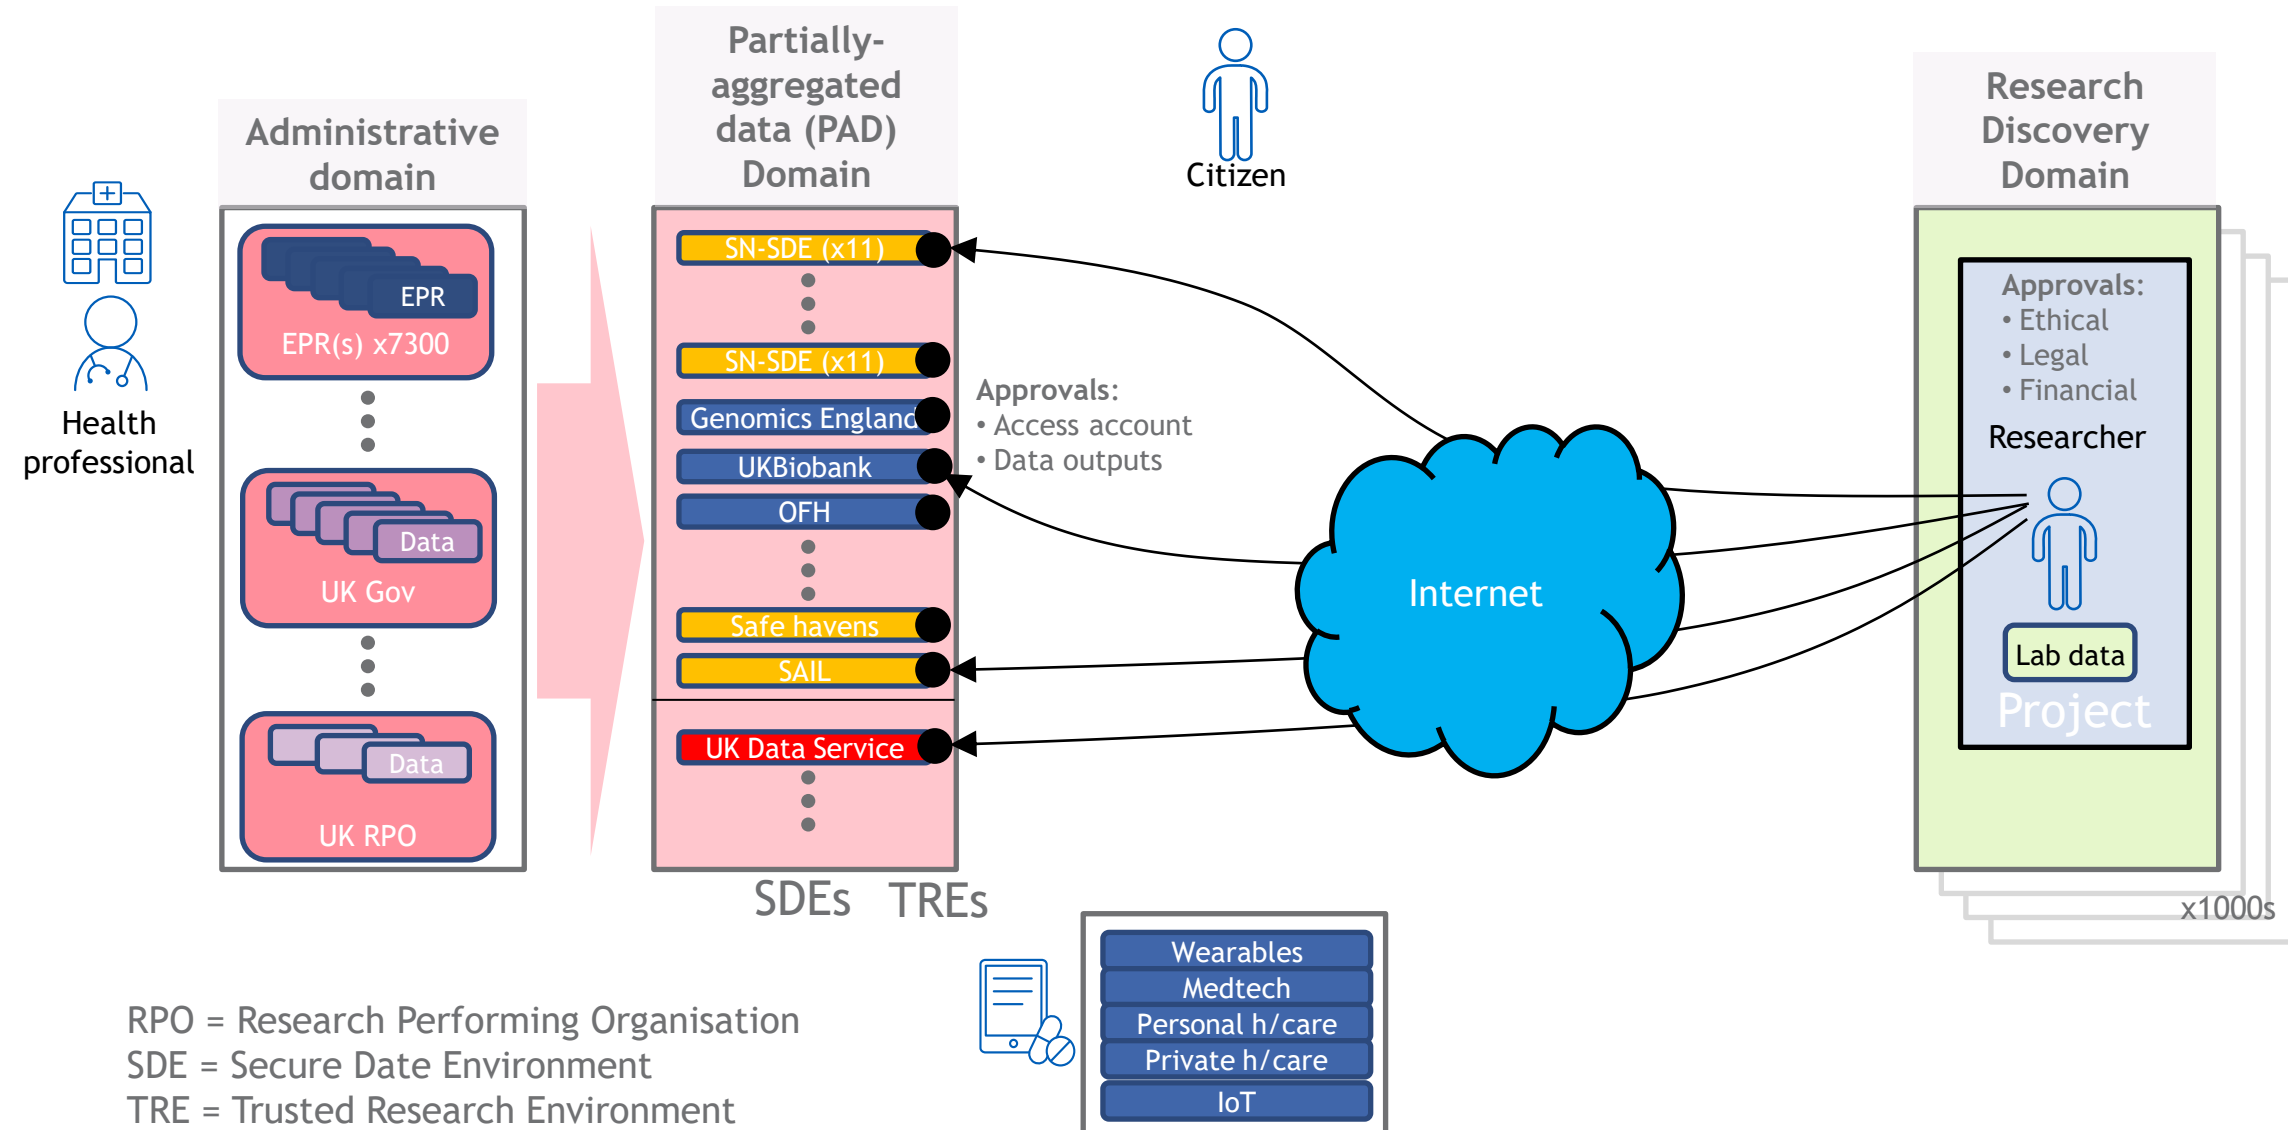 Partially-
aggregated
data (PAD)
Domain
Administrative
domain
Citizen
Research
Discovery
Domain
Health
professional
EPR
EPR(s) x7300
Data
UK Gov
Data
UK RPO
SN-SDE (x11)
SN-SDE (x11)
Genomics England
UKBiobank
OFH
Safe havens
SAIL
UK Data Service
SDEs TREs
Approvals:
• Access account
• Data outputs
Internet
Approvals:
• Ethical
• Legal
• Financial
Researcher
Lab data
Project
x1000s
Wearables
Medtech
Personal h/care
Private h/care
IoT
RPO = Research Performing Organisation
SDE = Secure Date Environment
TRE = Trusted Research Environment